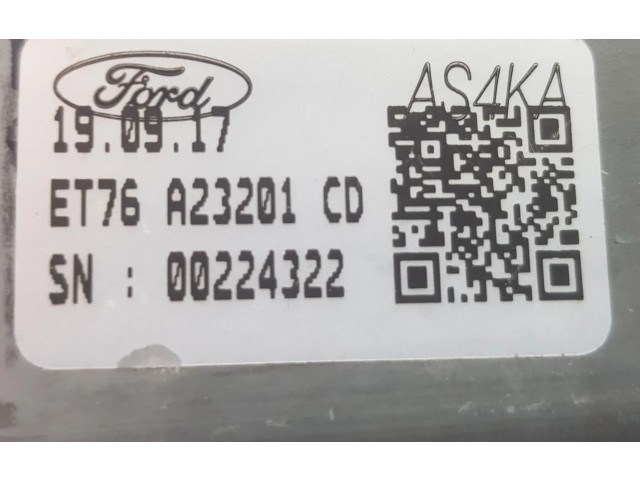 Ford
AS4KA
19.09.17
ET76 A23201 CD
SN : 00224322